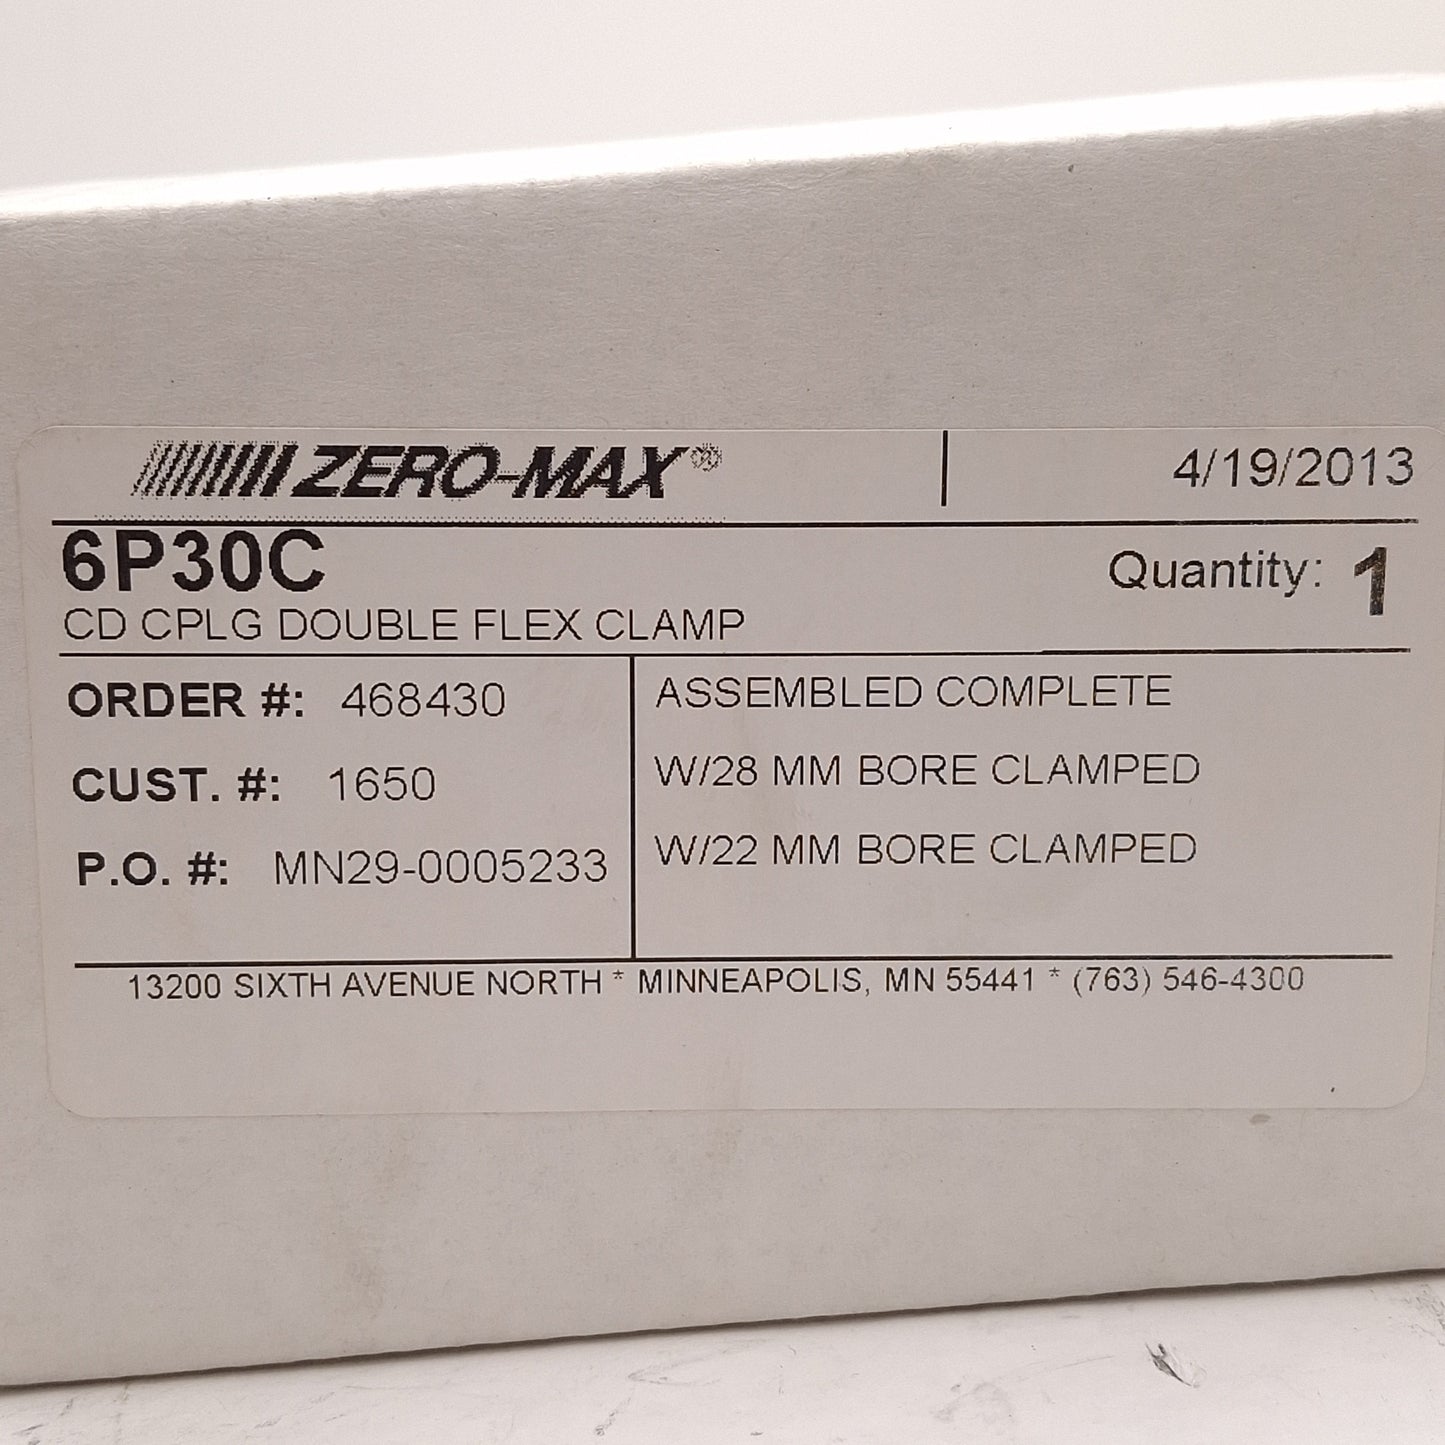 ZERO-MAX® 4/19/2013
6P30C Quantity: 1
CD CPLG DOUBLE FLEX CLAMP
ORDER #: 468430
CUST. #: 1650
P.O. #: MN29-0005233
ASSEMBLED COMPLETE
W/28 MM BORE CLAMPED
W/22 MM BORE CLAMPED
13200 SIXTH AVENUE NORTH * MINNEAPOLIS, MN 55441 * (763) 546-4300